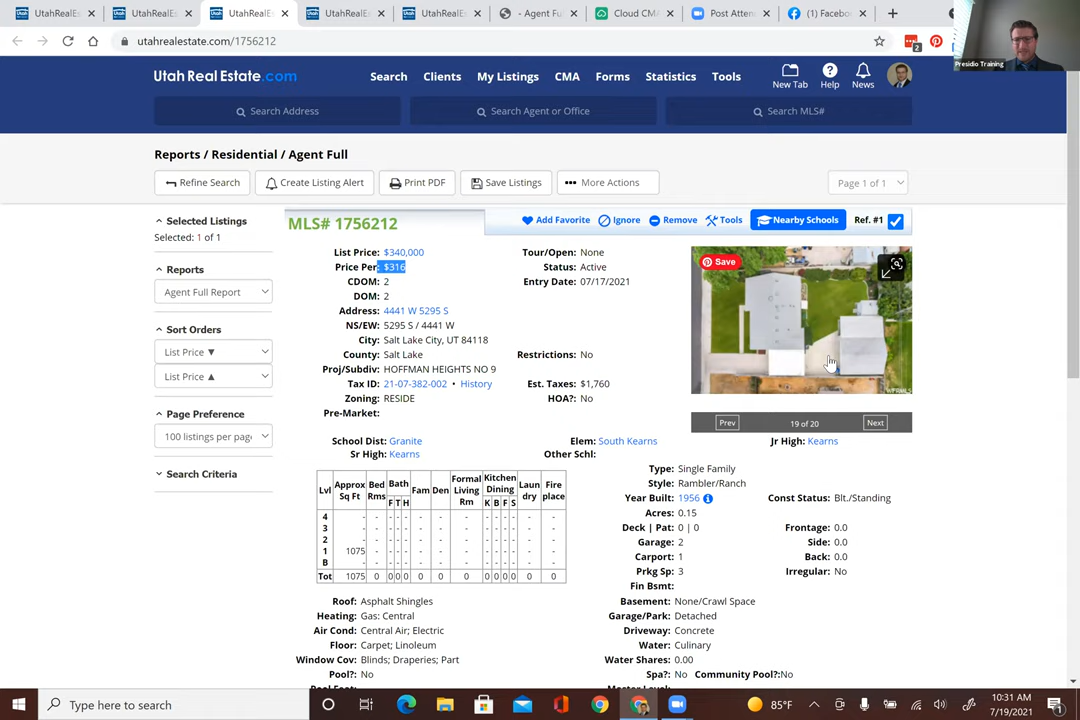 UtahRealEs
UtahRealEs
UtahRealEs
UtahRealEs
UtahRealEs
- Agent Fu
Cloud CMA
Post Atten
(1) Facebo
utahrealestate.com/1756212
2
Presidio Training
Utah Real Estate.com
Search
Clients
My Listings
CMA
Forms
Statistics
Tools
New Tab
Help
News
Search Address
Search Agent or Office
Search MLS#
Reports / Residential / Agent Full
Refine Search
Create Listing Alert
Print PDF
Save Listings
More Actions
Page 1 of 1
Selected Listings
Selected: 1 of 1
Reports
Agent Full Report
Sort Orders
List Price ▼
List Price ▲
Page Preference
100 listings per page
Search Criteria
MLS# 1756212
Add Favorite
Ignore
Remove
Tools
Nearby Schools
Ref. #1
List Price: $340,000
Tour/Open: None
Price Per: $316
Status: Active
CDOM: 2
Entry Date: 07/17/2021
DOM: 2
Address: 4441 W 5295 S
NS/EW: 5295 S / 4441 W
City: Salt Lake City, UT 84118
County: Salt Lake
Restrictions: No
Proj/Subdiv: HOFFMAN HEIGHTS NO 9
Tax ID: 21-07-382-002 • History
Est. Taxes: $1,760
Zoning: RESIDE
HOA?: No
Pre-Market:
Save
WFRMLS
Prev
19 of 20
Next
School Dist: Granite
Elem: South Kearns
Jr High: Kearns
Sr High: Kearns
Other Schl:
Lvl Approx Sq Ft Bed Rms Bath F T H Fam Den Formal Living Rm Kitchen Dining K B F S Laun dry Fire place
4 - - - - - - - - - - - - - -
3 - - - - - - - - - - - - - -
2 - - - - - - - - - - - - - -
1 1075 - - - - - - - - - - - - -
B - - - - - - - - - - - - - -
Tot 1075 0 0 0 0 0 0 0 0 0 0 0 0 0
Type: Single Family
Style: Rambler/Ranch
Year Built: 1956
Const Status: Blt./Standing
Acres: 0.15
Deck | Pat: 0 | 0
Frontage: 0.0
Garage: 2
Side: 0.0
Carport: 1
Back: 0.0
Prkg Sp: 3
Irregular: No
Fin Bsmt:
Roof: Asphalt Shingles
Basement: None/Crawl Space
Heating: Gas: Central
Garage/Park: Detached
Air Cond: Central Air; Electric
Driveway: Concrete
Floor: Carpet; Linoleum
Water: Culinary
Window Cov: Blinds; Draperies; Part
Water Shares: 0.00
Pool?: No
Spa?: No
Community Pool?:No
Pool Feat:
Master Level:
Type here to search
85°F
10:31 AM
7/19/2021
1